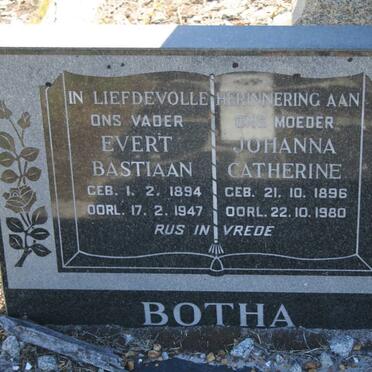 IN LIEFDEVOLLE HERINNERING AAN
ONS VADER
EVERT
BASTIAAN
GEB. 1. 2. 1894
OORL. 17. 2. 1947
ONS MOEDER
JOHANNA
CATHERINE
GEB. 21. 10. 1896
OORL. 22. 10. 1980
RUS IN VREDE
BOTHA